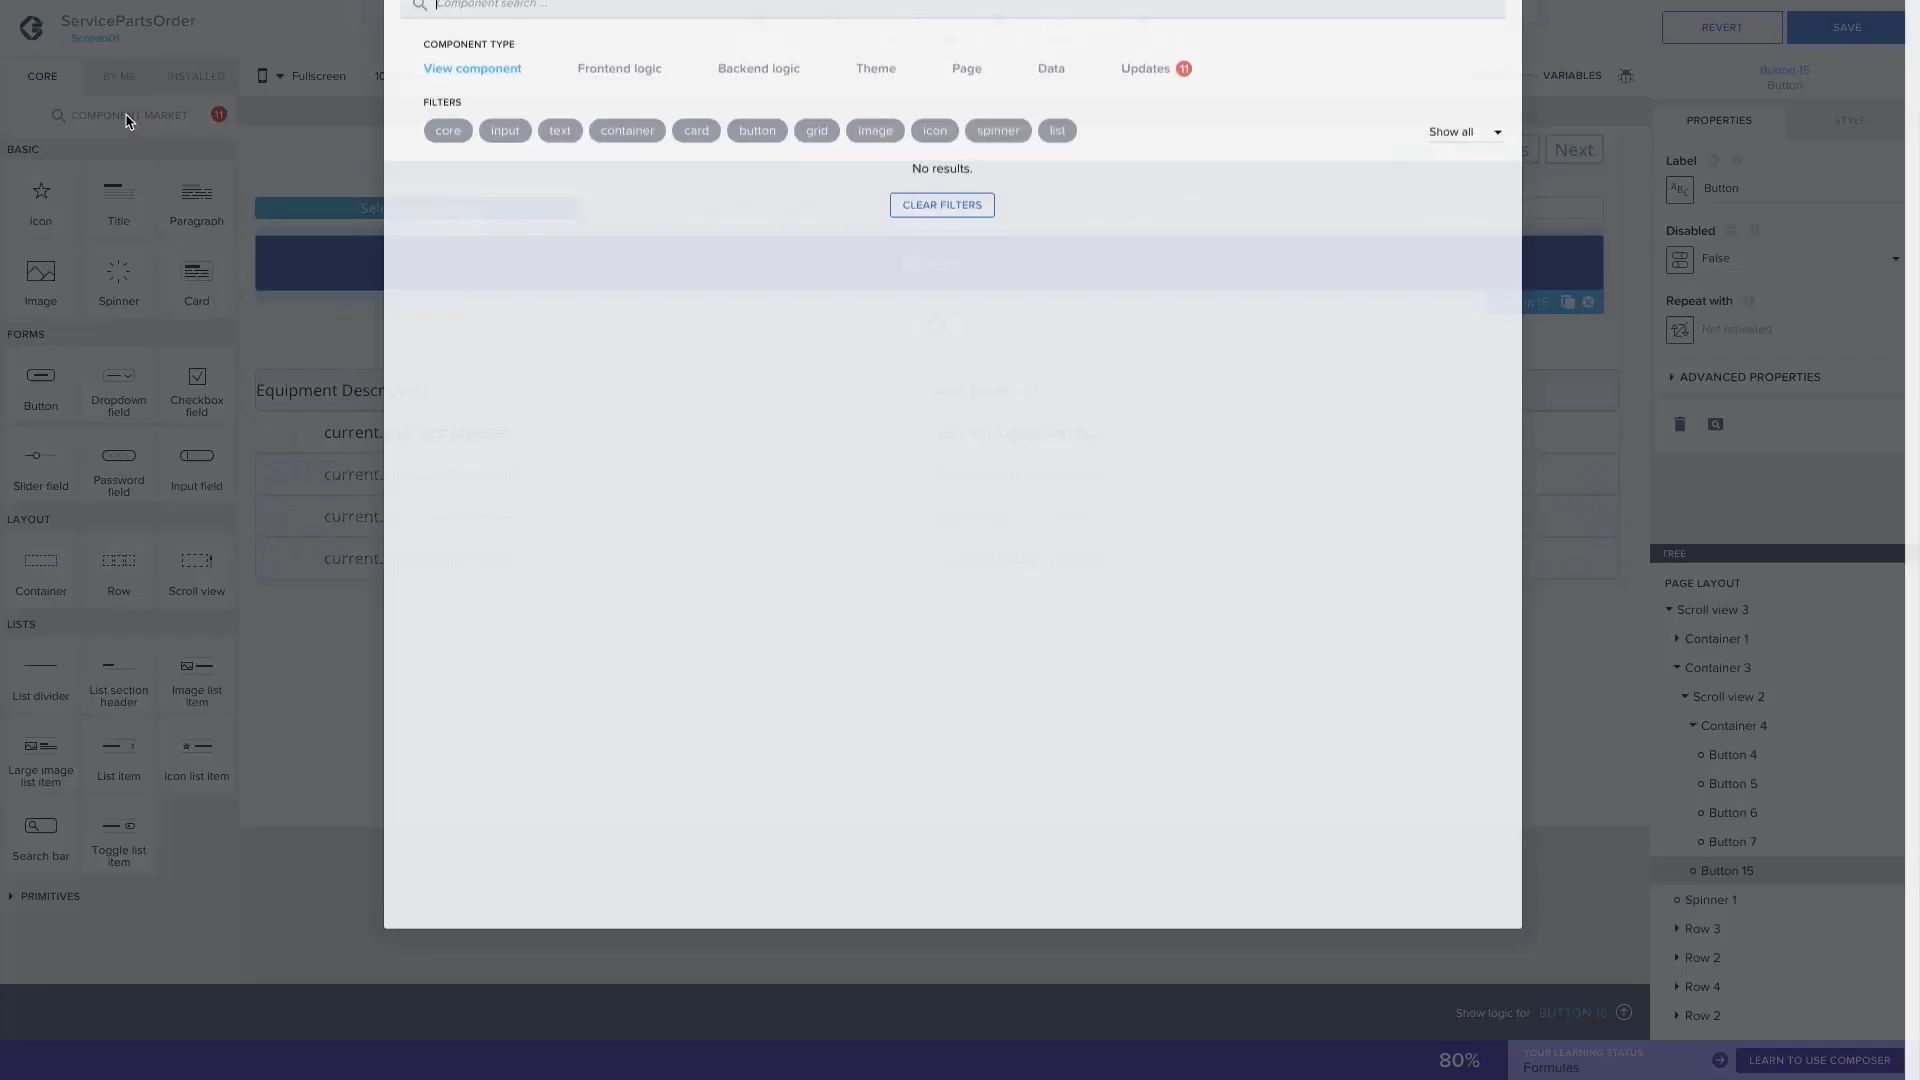 ServicePartsOrder
Screen01
CORE BY ME INSTALLED
Fullscreen
COMPONENT MARKET 11
Component search ...
COMPONENT TYPE
View component Frontend logic Backend logic Theme Page Data Updates 11
FILTERS
core input text container card button grid image icon spinner list
Show all
No results.
CLEAR FILTERS
REVERT SAVE
VARIABLES
Button 15
Button
PROPERTIES STYLE
Next
Label
ABC Button
Disabled
False
Repeat with
Not repeated
ADVANCED PROPERTIES
BASIC
Icon Title Paragraph
Image Spinner Card
FORMS
Button Dropdown field Checkbox field
Slider field Password field Input field
LAYOUT
Container Row Scroll view
LISTS
List divider List section header Image list item
Large image list item List item Icon list item
Search bar Toggle list item
PRIMITIVES
current.
current.
current.
current.
TREE
PAGE LAYOUT
Scroll view 3
Container 1
Container 3
Scroll view 2
Container 4
Button 4
Button 5
Button 6
Button 7
Button 15
Spinner 1
Row 3
Row 2
Row 4
Row 2
Show logic for BUTTON 15
80%
YOUR LEARNING STATUS
Formulas
LEARN TO USE COMPOSER